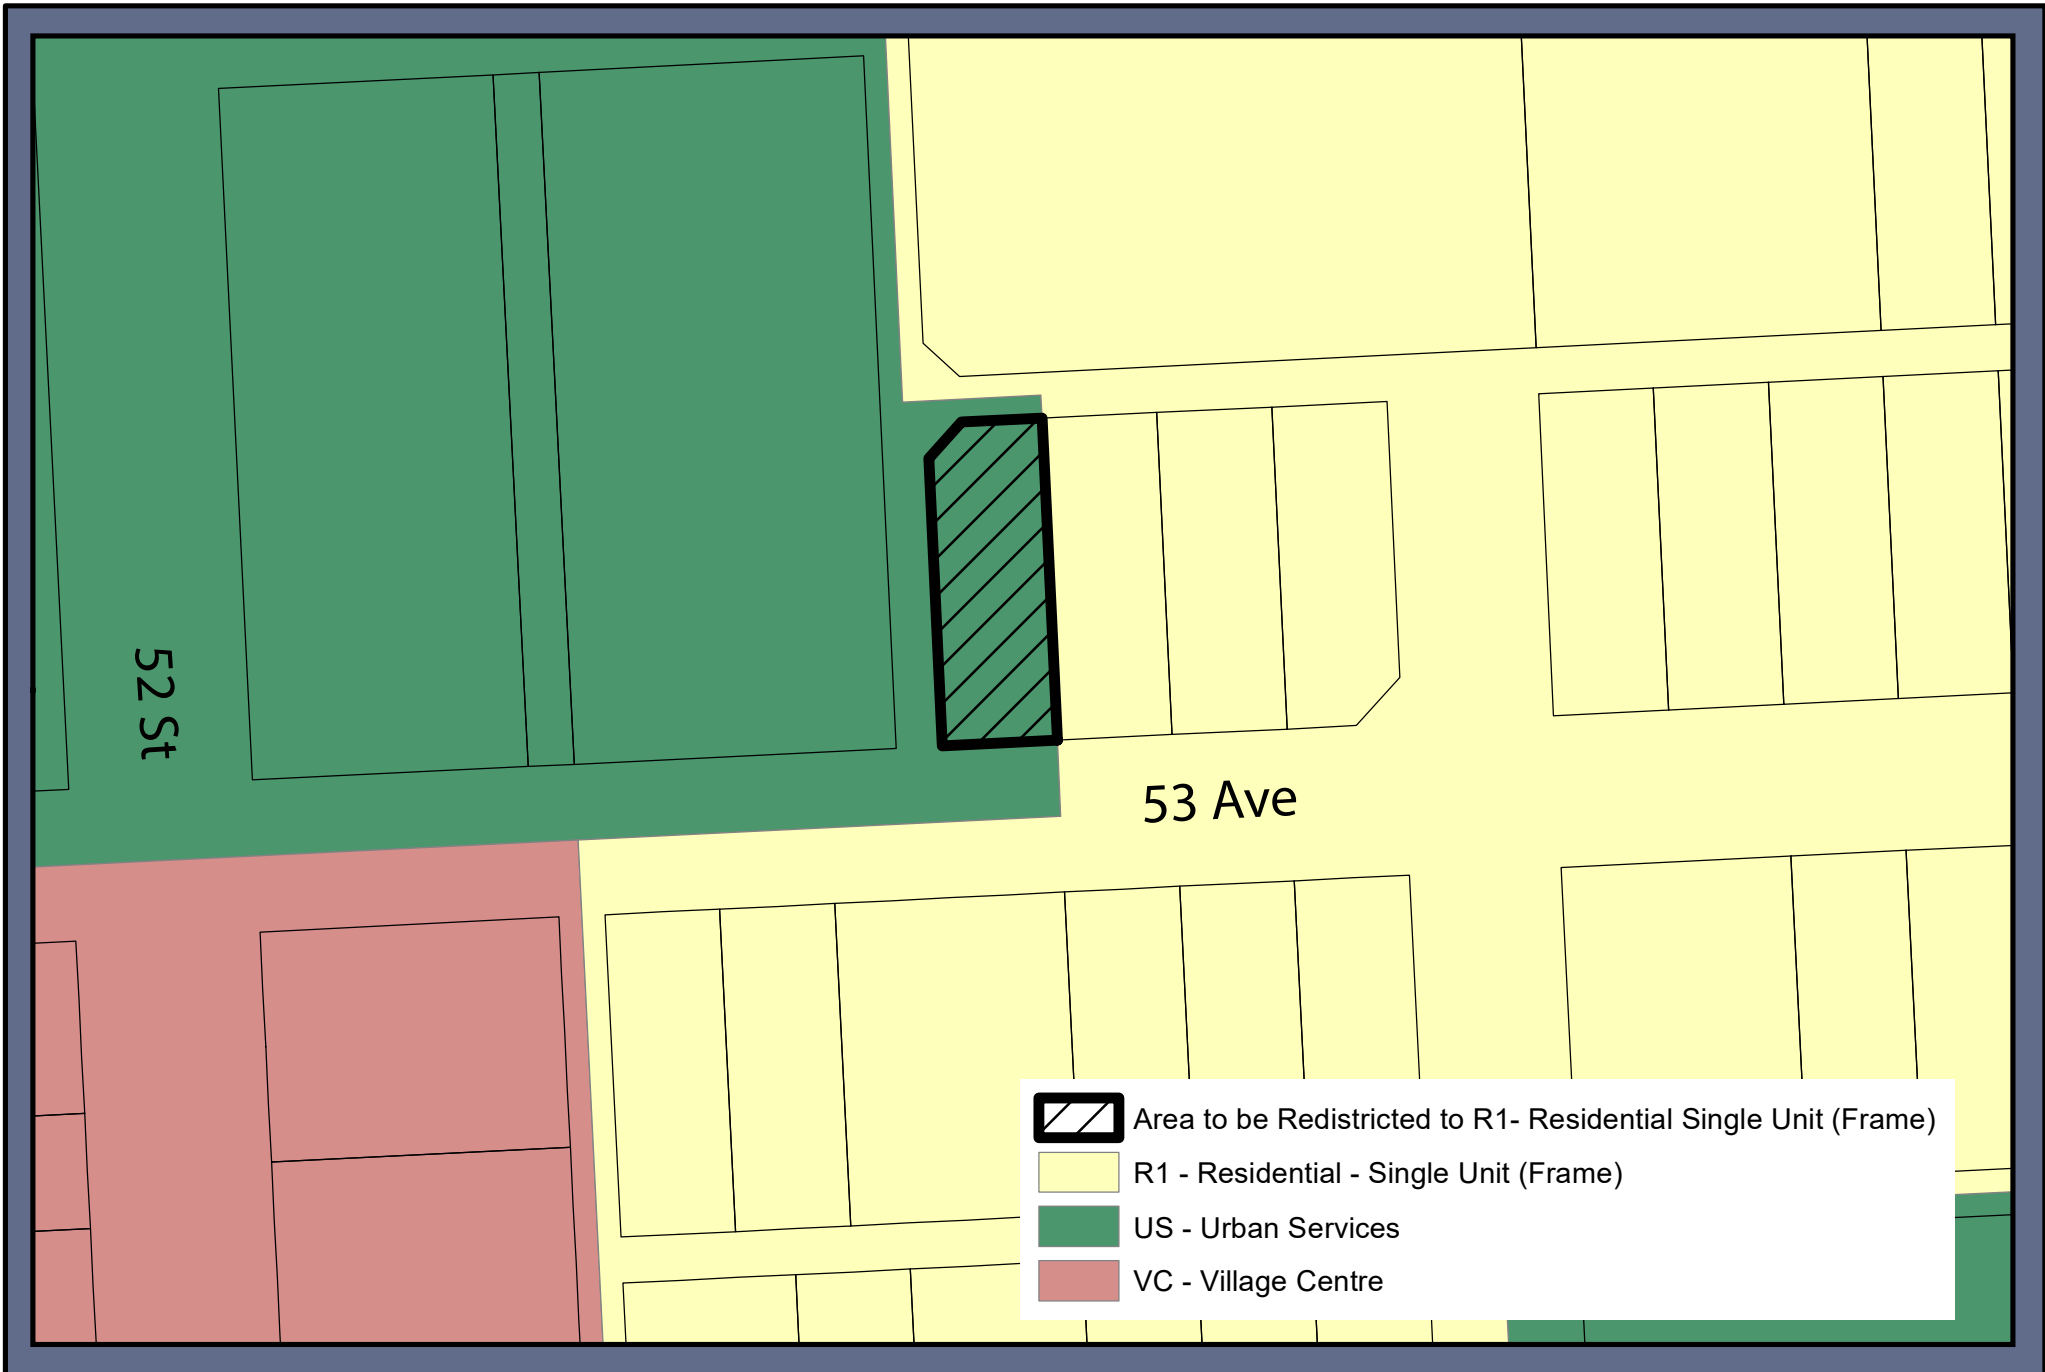 52 St
53 Ave
Area to be Redistricted to R1- Residential Single Unit (Frame)
R1 - Residential - Single Unit (Frame)
US - Urban Services
VC - Village Centre